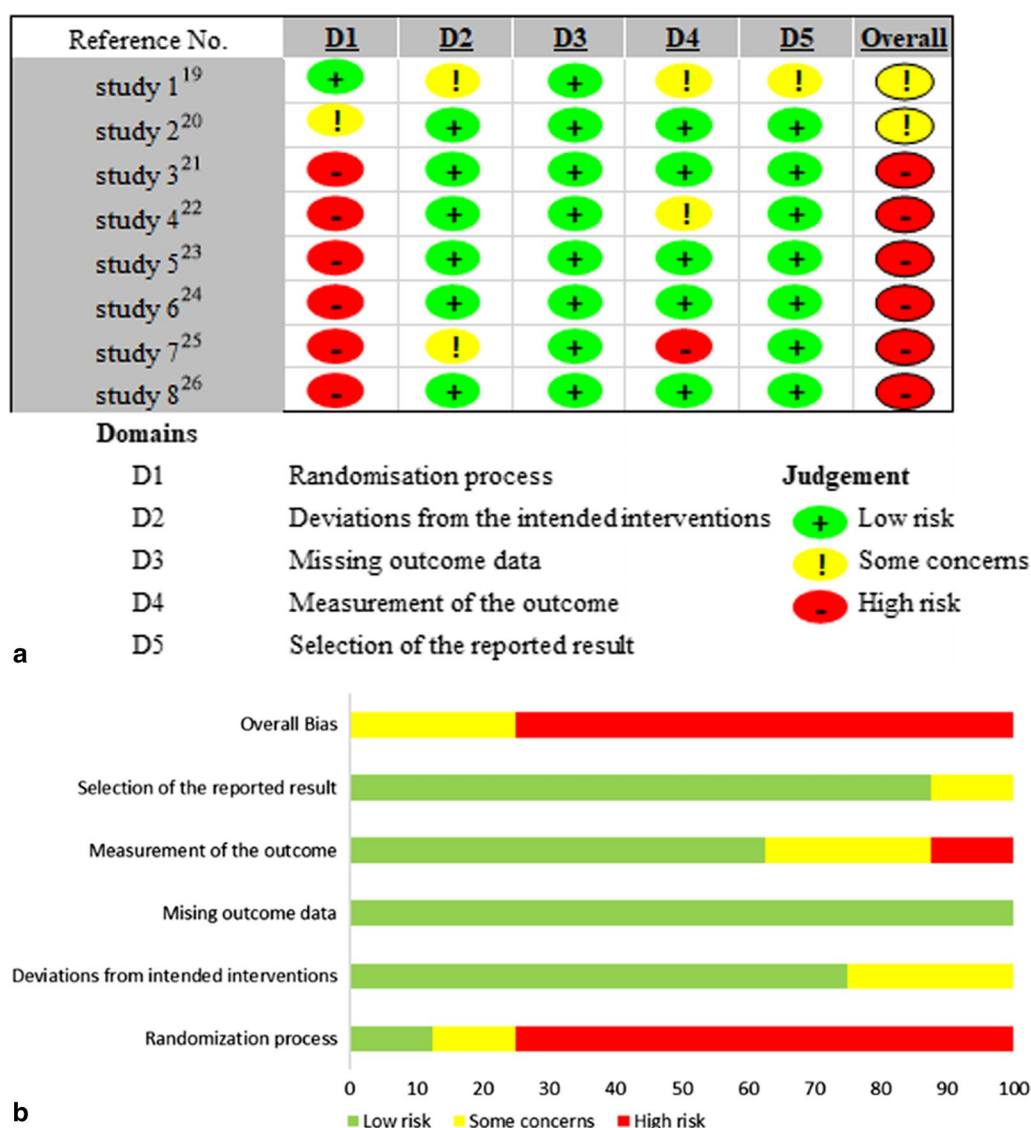 Reference No. D1 D2 D3 D4 D5 Overall
study 1¹⁹ + ! + ! ! !
study 2²⁰ ! + + + + !
study 3²¹ - + + + + -
study 4²² - + + ! + -
study 5²³ - + + + + -
study 6²⁴ - + + + + -
study 7²⁵ - ! + - + -
study 8²⁶ - + + + + -
Domains
D1 Randomisation process Judgement
D2 Deviations from the intended interventions + Low risk
D3 Missing outcome data ! Some concerns
D4 Measurement of the outcome - High risk
D5 Selection of the reported result
a
Overall Bias
Selection of the reported result
Measurement of the outcome
Mising outcome data
Deviations from intended interventions
Randomization process
0 10 20 30 40 50 60 70 80 90 100
b
Low risk Some concerns High risk